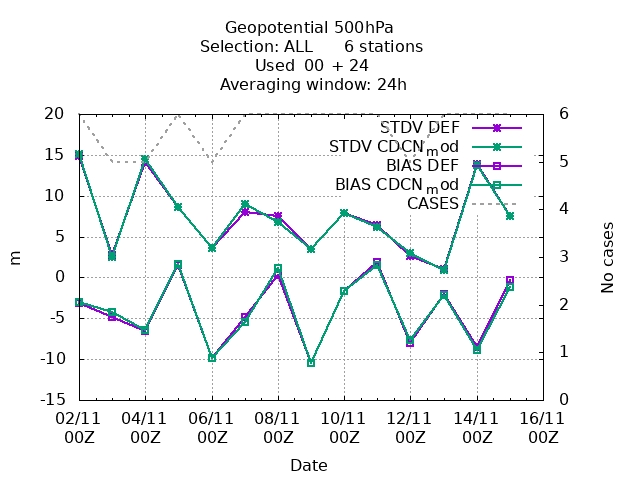 Geopotential 500hPa
Selection: ALL 6 stations
Used 00 + 24
Averaging window: 24h
20 6
STDV DEF
STDV CDCN_mod
15 5
BIAS DEF
BIAS CDCN_mod
10 4
CASES
5 3
m
No cases
0
2
-5
1
-10
-15 0
02/11 04/11 06/11 08/11 10/11 12/11 14/11 16/11
00Z 00Z 00Z 00Z 00Z 00Z 00Z 00Z
Date